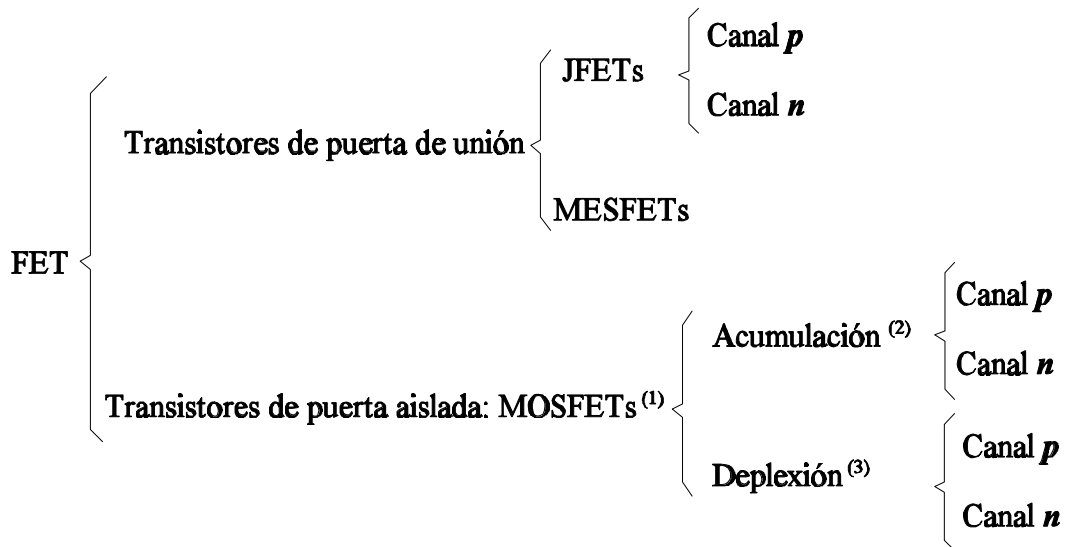 Canal p
JFETs
Canal n
Transistores de puerta de unión
MESFETs
FET
Canal p
Acumulación (2)
Canal n
Transistores de puerta aislada: MOSFETs (1)
Canal p
Deplexión (3)
Canal n